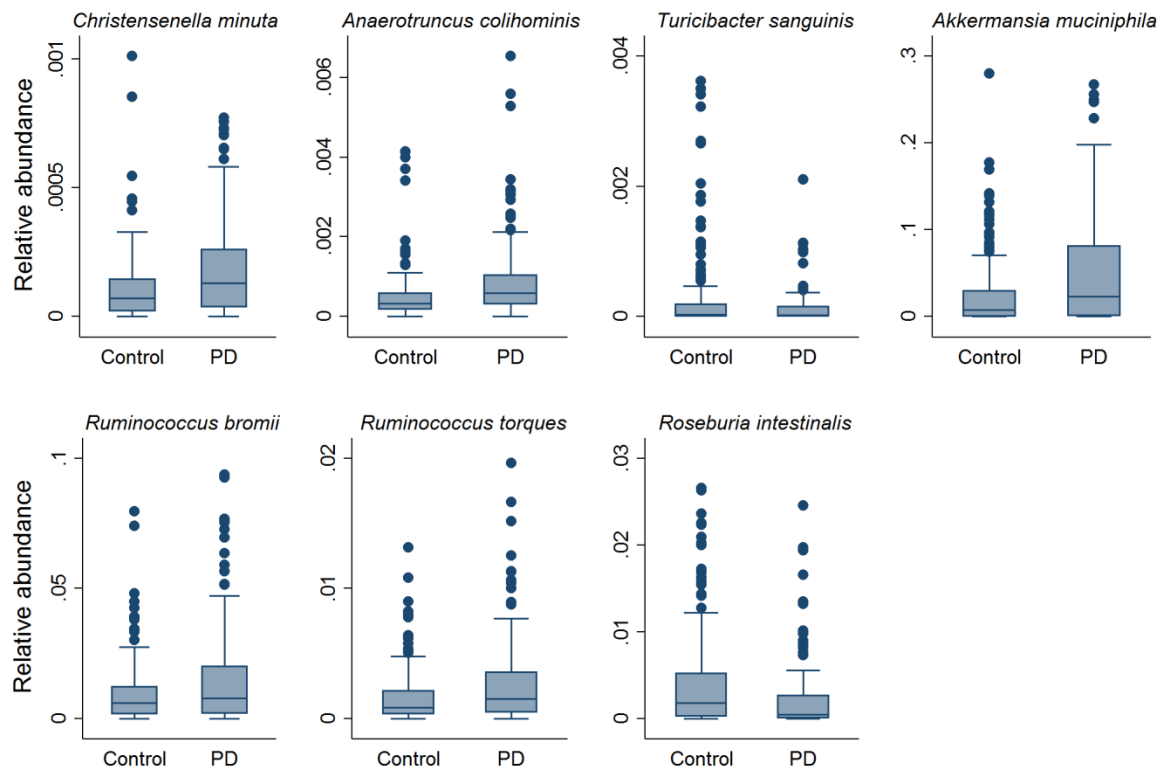 Christensenella minuta
Anaerotruncus colihominis
Turicibacter sanguinis
Akkermansia muciniphila
Relative abundance
.001
.0005
0
Control PD
.006
.004
.002
0
Control PD
.004
.002
0
Control PD
.3
.2
.1
0
Control PD
Ruminococcus bromii
Ruminococcus torques
Roseburia intestinalis
Relative abundance
.1
.05
0
Control PD
.02
.01
0
Control PD
.03
.02
.01
0
Control PD